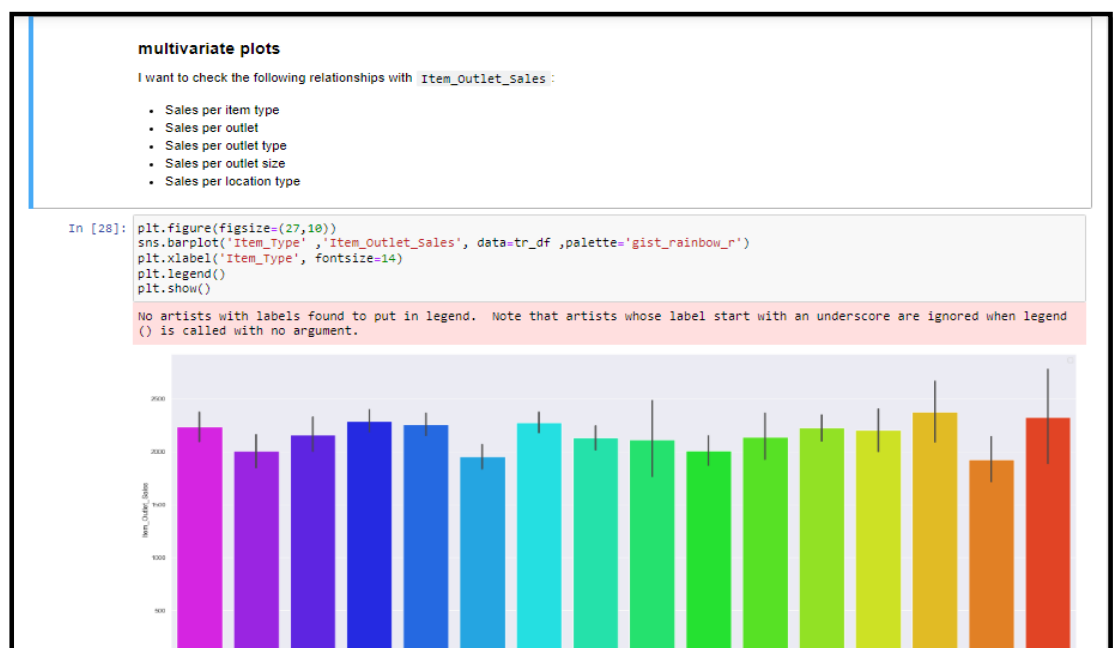 multivariate plots
I want to check the following relationships with Item_Outlet_Sales :
• Sales per item type
• Sales per outlet
• Sales per outlet type
• Sales per outlet size
• Sales per location type
In [28]: plt.figure(figsize=(27,10))
sns.barplot('Item_Type' ,'Item_Outlet_Sales', data=tr_df ,palette='gist_rainbow_r')
plt.xlabel('Item_Type', fontsize=14)
plt.legend()
plt.show()
No artists with labels found to put in legend.  Note that artists whose label start with an underscore are ignored when legend
() is called with no argument.
2500
2000
1500
1000
500
Item_Outlet_Sales